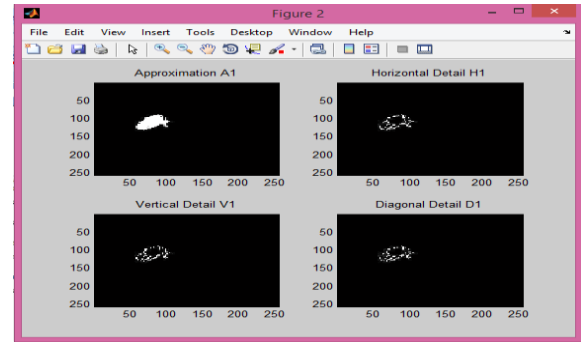 Figure 2
File Edit View Insert Tools Desktop Window Help
Approximation A1
50
100
150
200
250
50 100 150 200 250
Horizontal Detail H1
50
100
150
200
250
50 100 150 200 250
Vertical Detail V1
50
100
150
200
250
50 100 150 200 250
Diagonal Detail D1
50
100
150
200
250
50 100 150 200 250